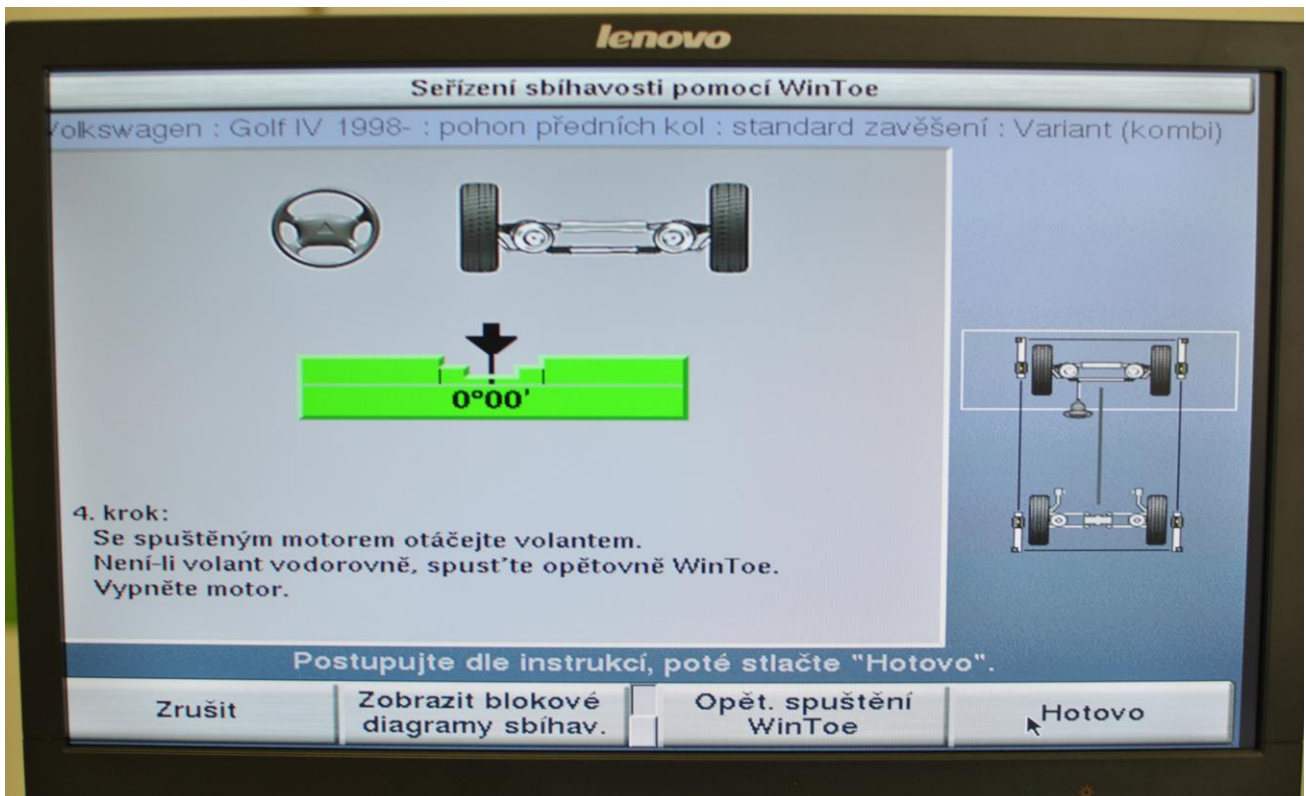 lenovo
Seřízení sbíhavosti pomocí WinToe
Volkswagen : Golf IV 1998- : pohon předních kol : standard zavěšení : Variant (kombi)
0°00'
4. krok:
Se spuštěným motorem otáčejte volantem.
Není-li volant vodorovně, spusťte opětovně WinToe.
Vypněte motor.
Postupujte dle instrukcí, poté stlačte "Hotovo".
Zrušit
Zobrazit blokové
diagramy sbíhav.
Opět. spuštění
WinToe
Hotovo